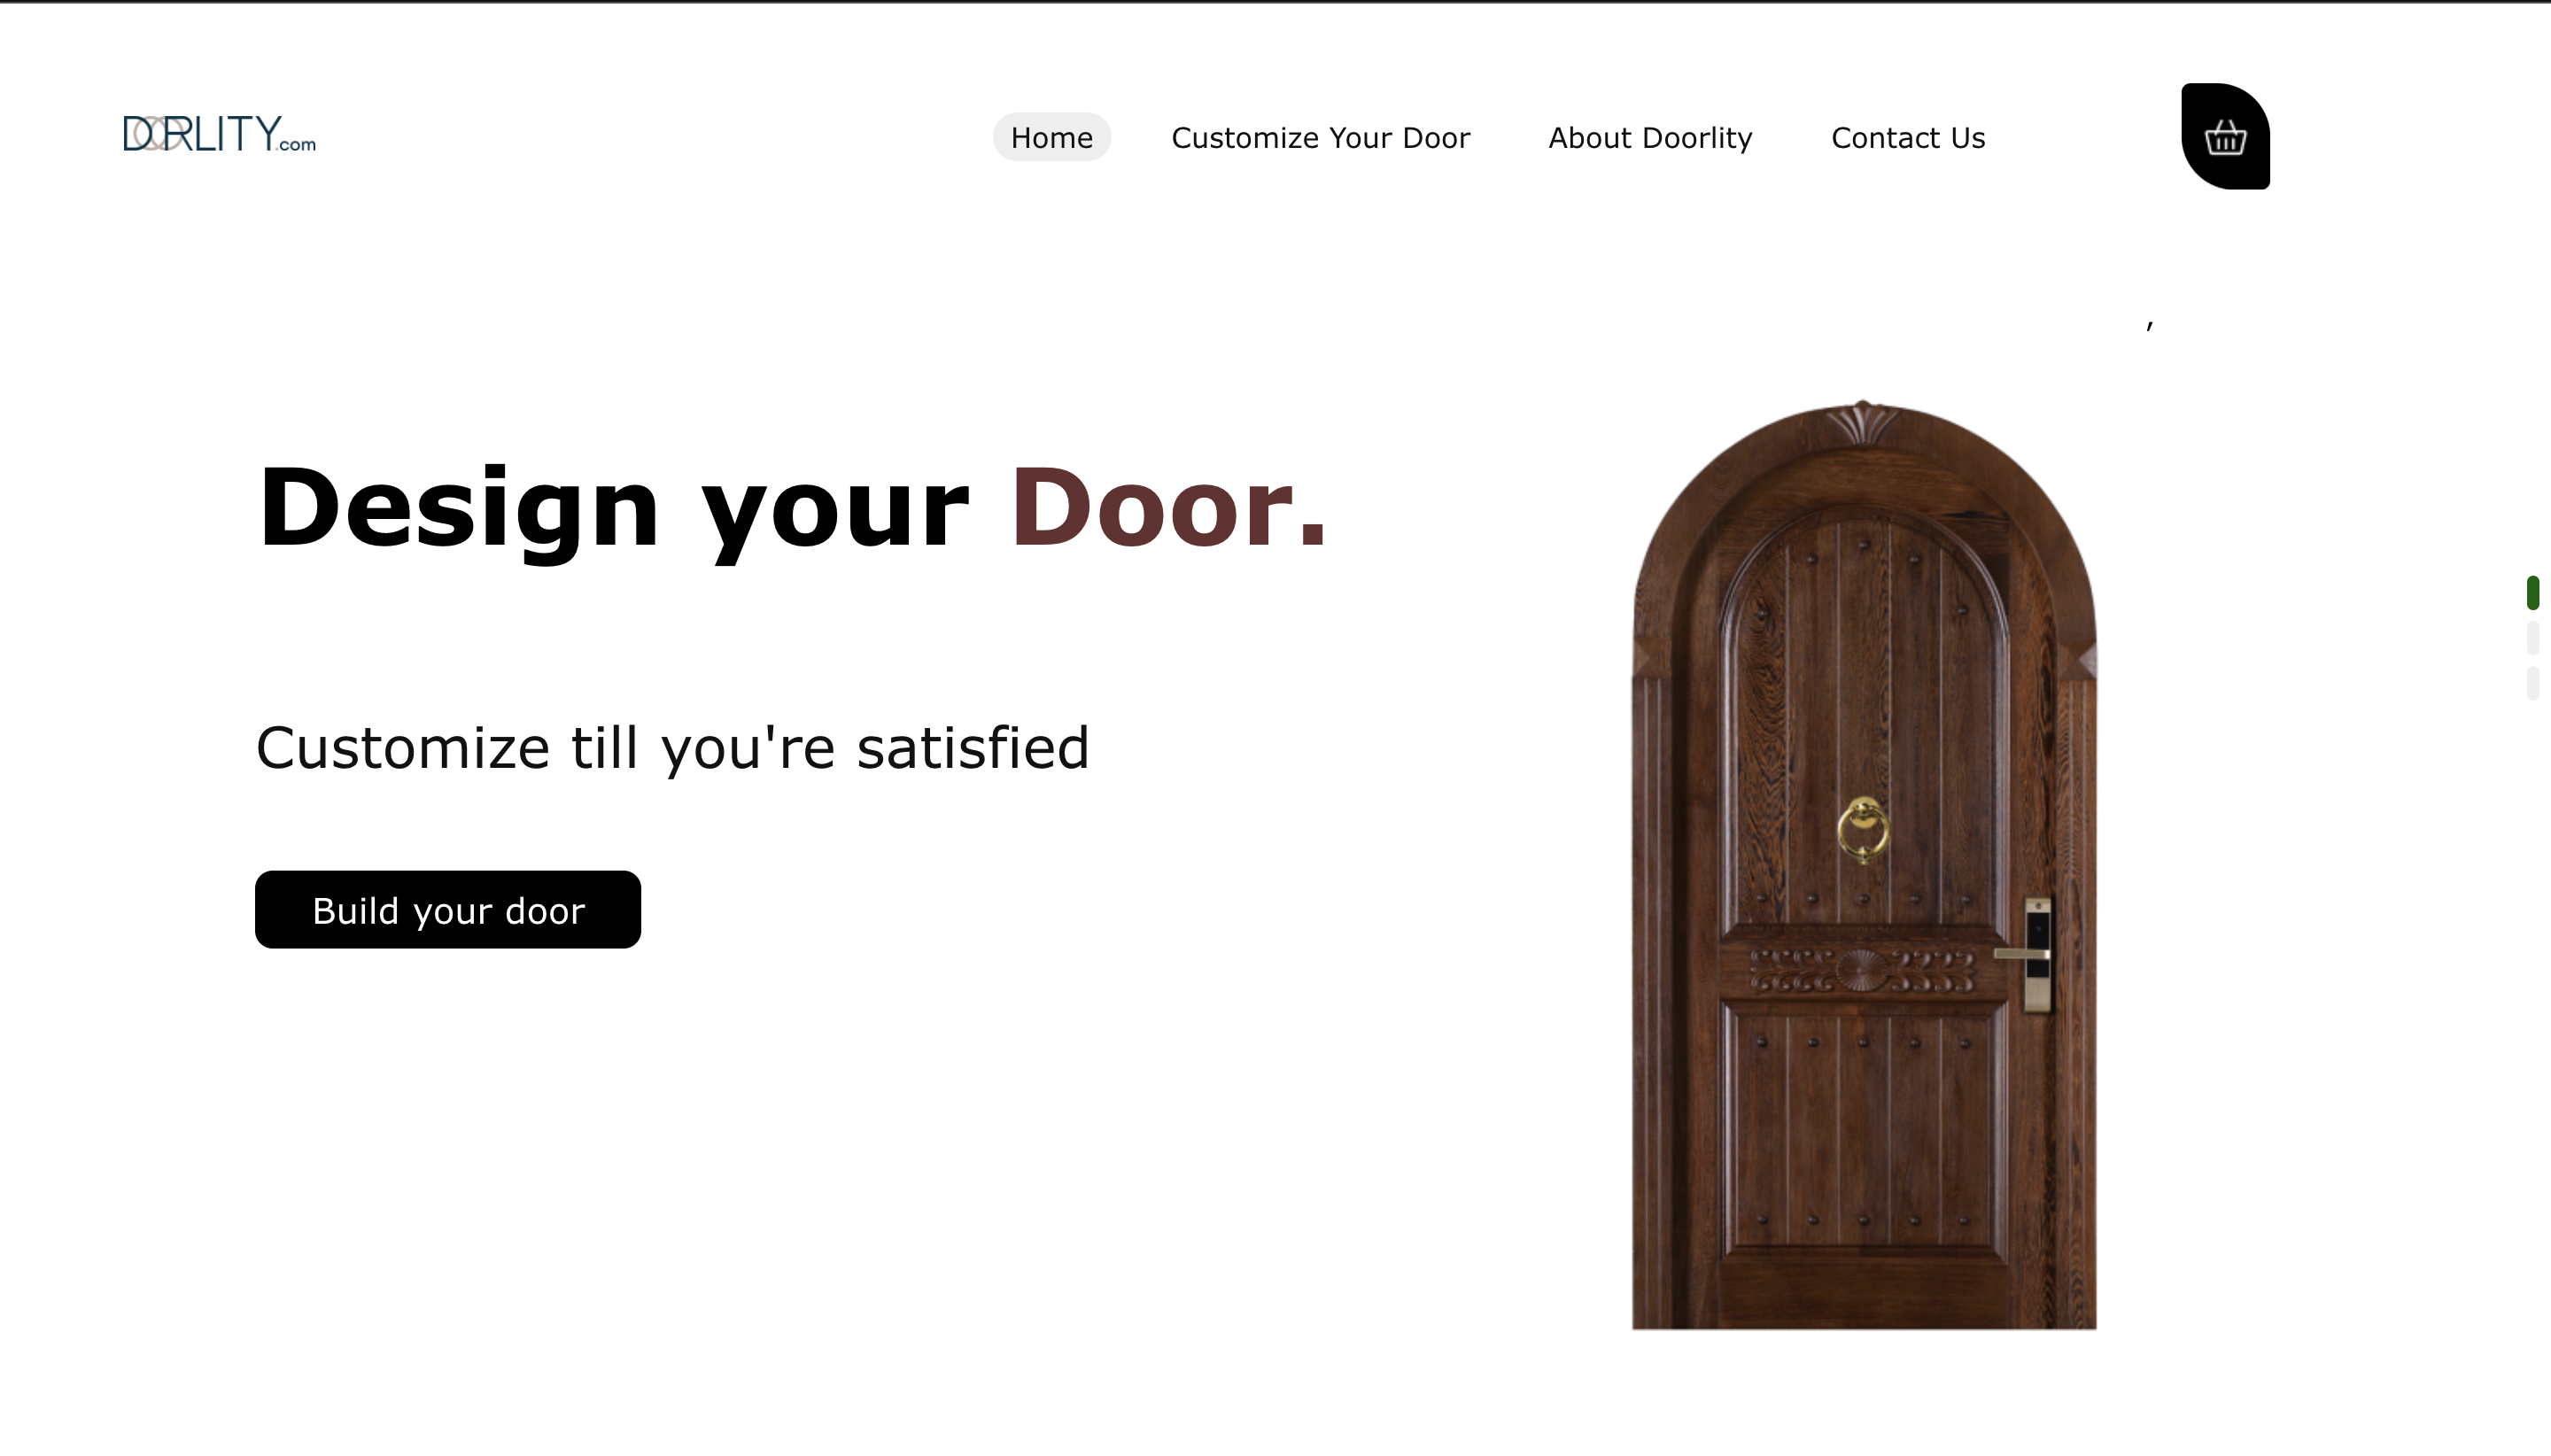 DOORLITY.com
Home Customize Your Door About Doorlity Contact Us
,
Design your Door.
Customize till you're satisfied
Build your door